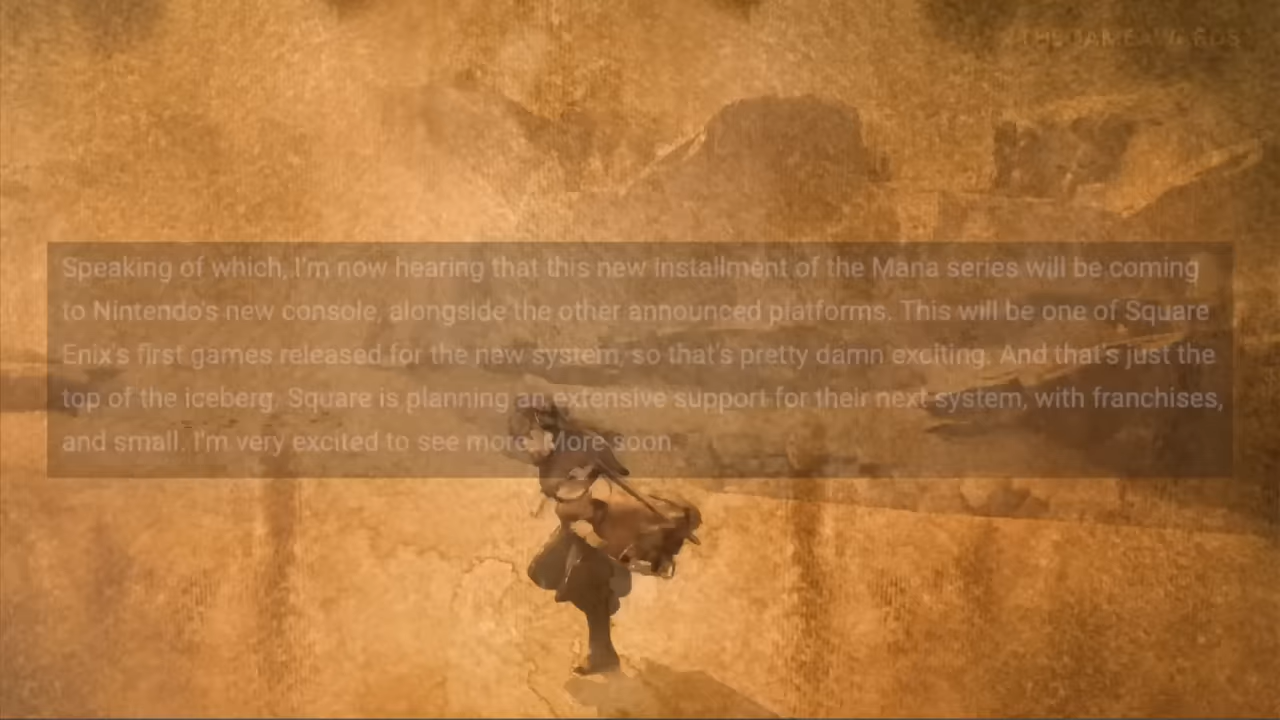 #THEGAMEAWARDS
Speaking of which, I'm now hearing that this new installment of the Mana series will be coming
to Nintendo's new console, alongside the other announced platforms. This will be one of Square
Enix's first games released for the new system, so that's pretty damn exciting. And that's just the
top of the iceberg. Square is planning an extensive support for their next system, with franchises,
and small. I'm very excited to see more. More soon.